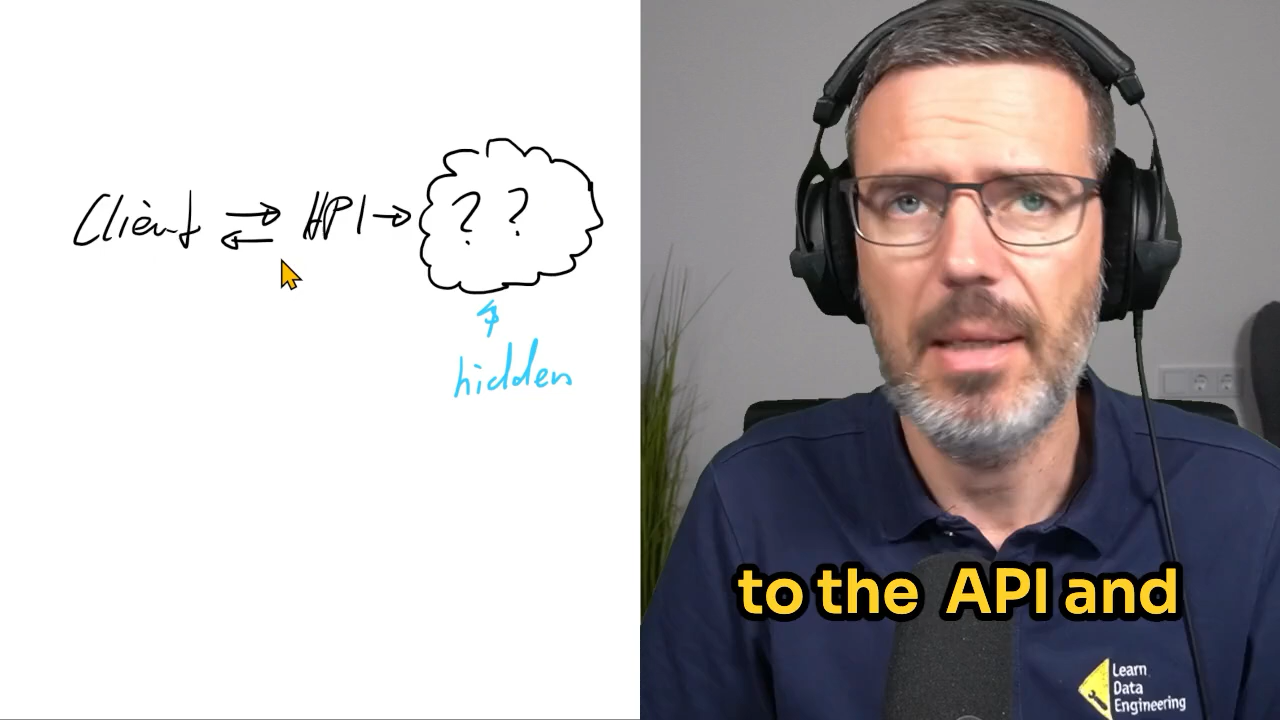 Client API ? ?
hidden
to the API and
Learn
Data
Engineering